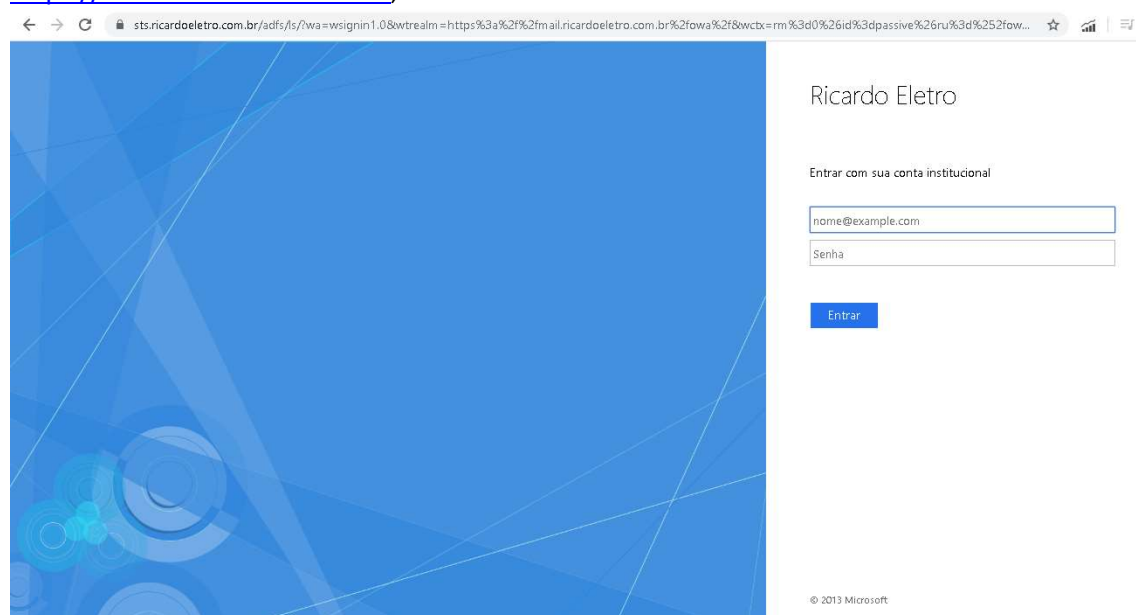 sts.ricardoeletro.com.br/adfs/ls/?wa=wsignin1.0&wtrealm=https%3a%2f%2fmail.ricardoeletro.com.br%2fowa%2f&wctx=rm%3d0%26id%3dpassive%26ru%3d%252fow...
Ricardo Eletro
Entrar com sua conta institucional
nome@example.com
Senha
Entrar
© 2013 Microsoft